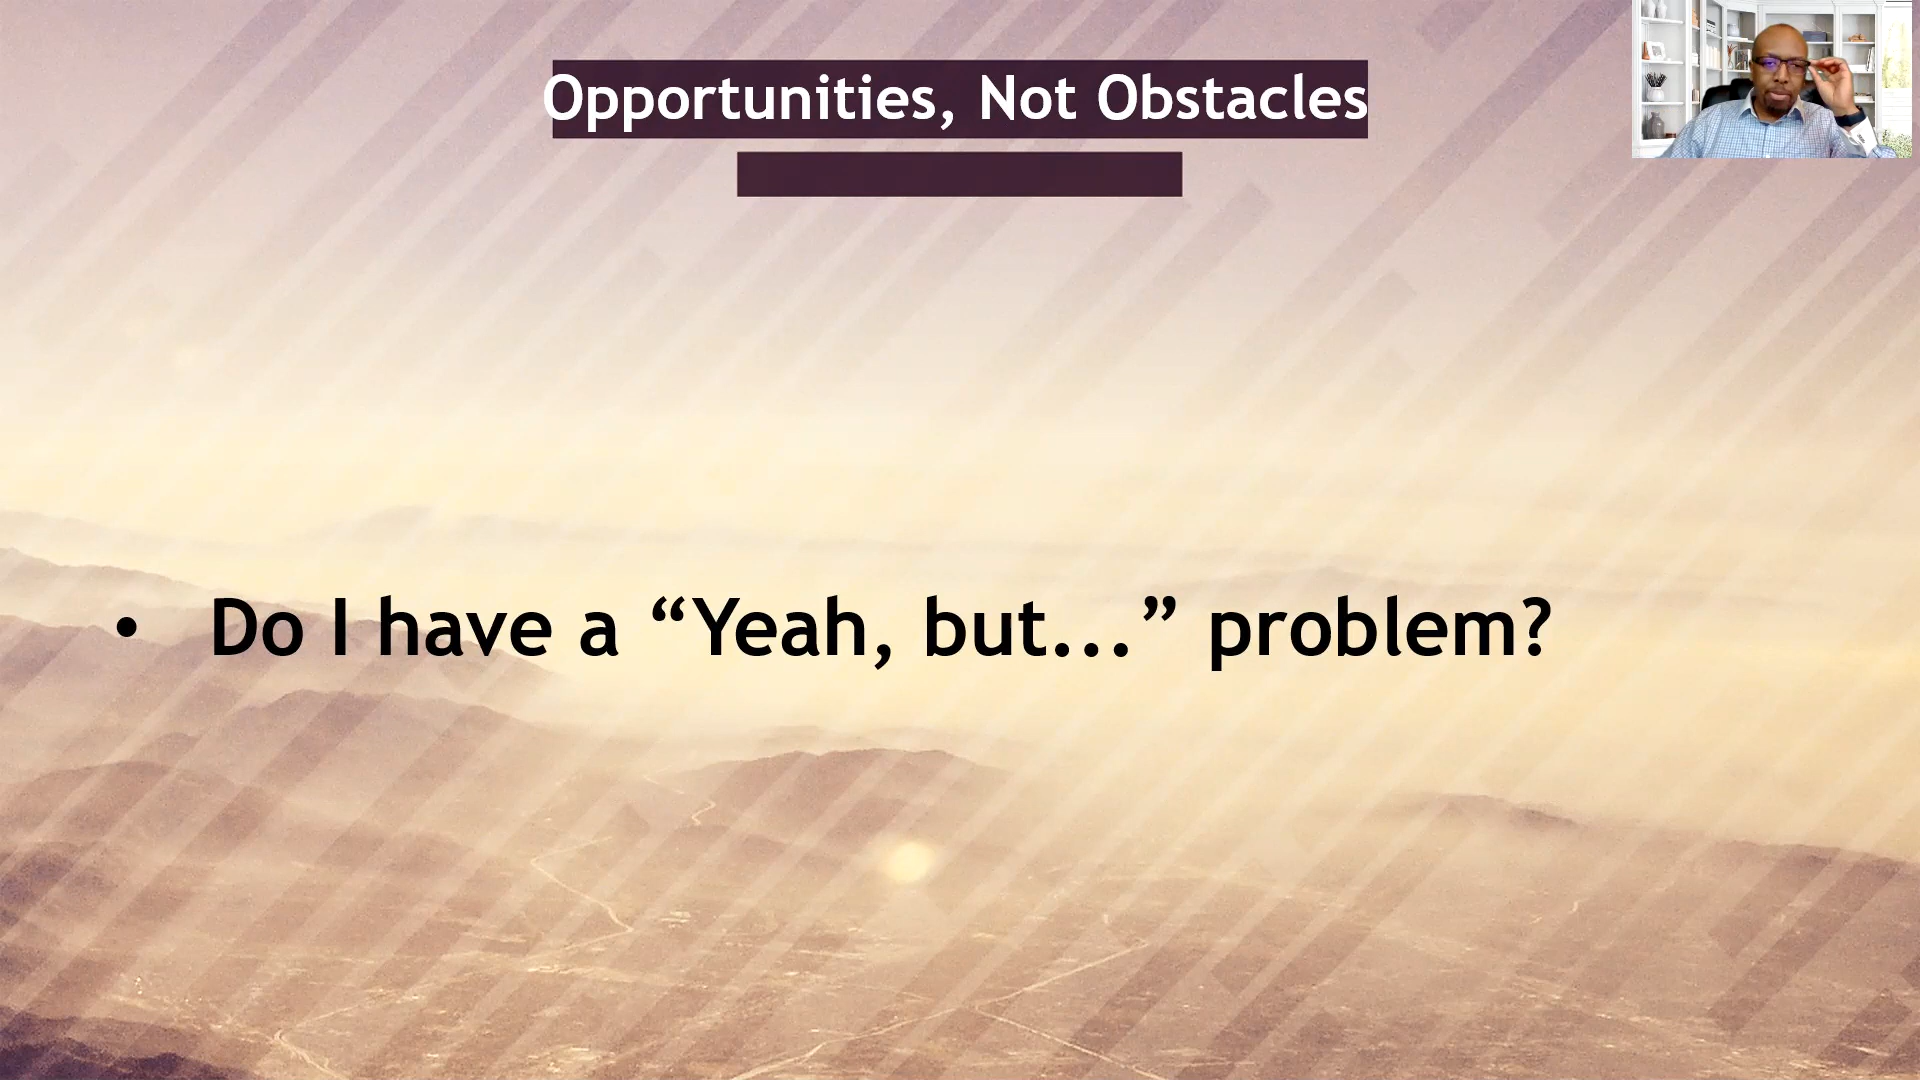 Opportunities, Not Obstacles
• Do I have a “Yeah, but...” problem?